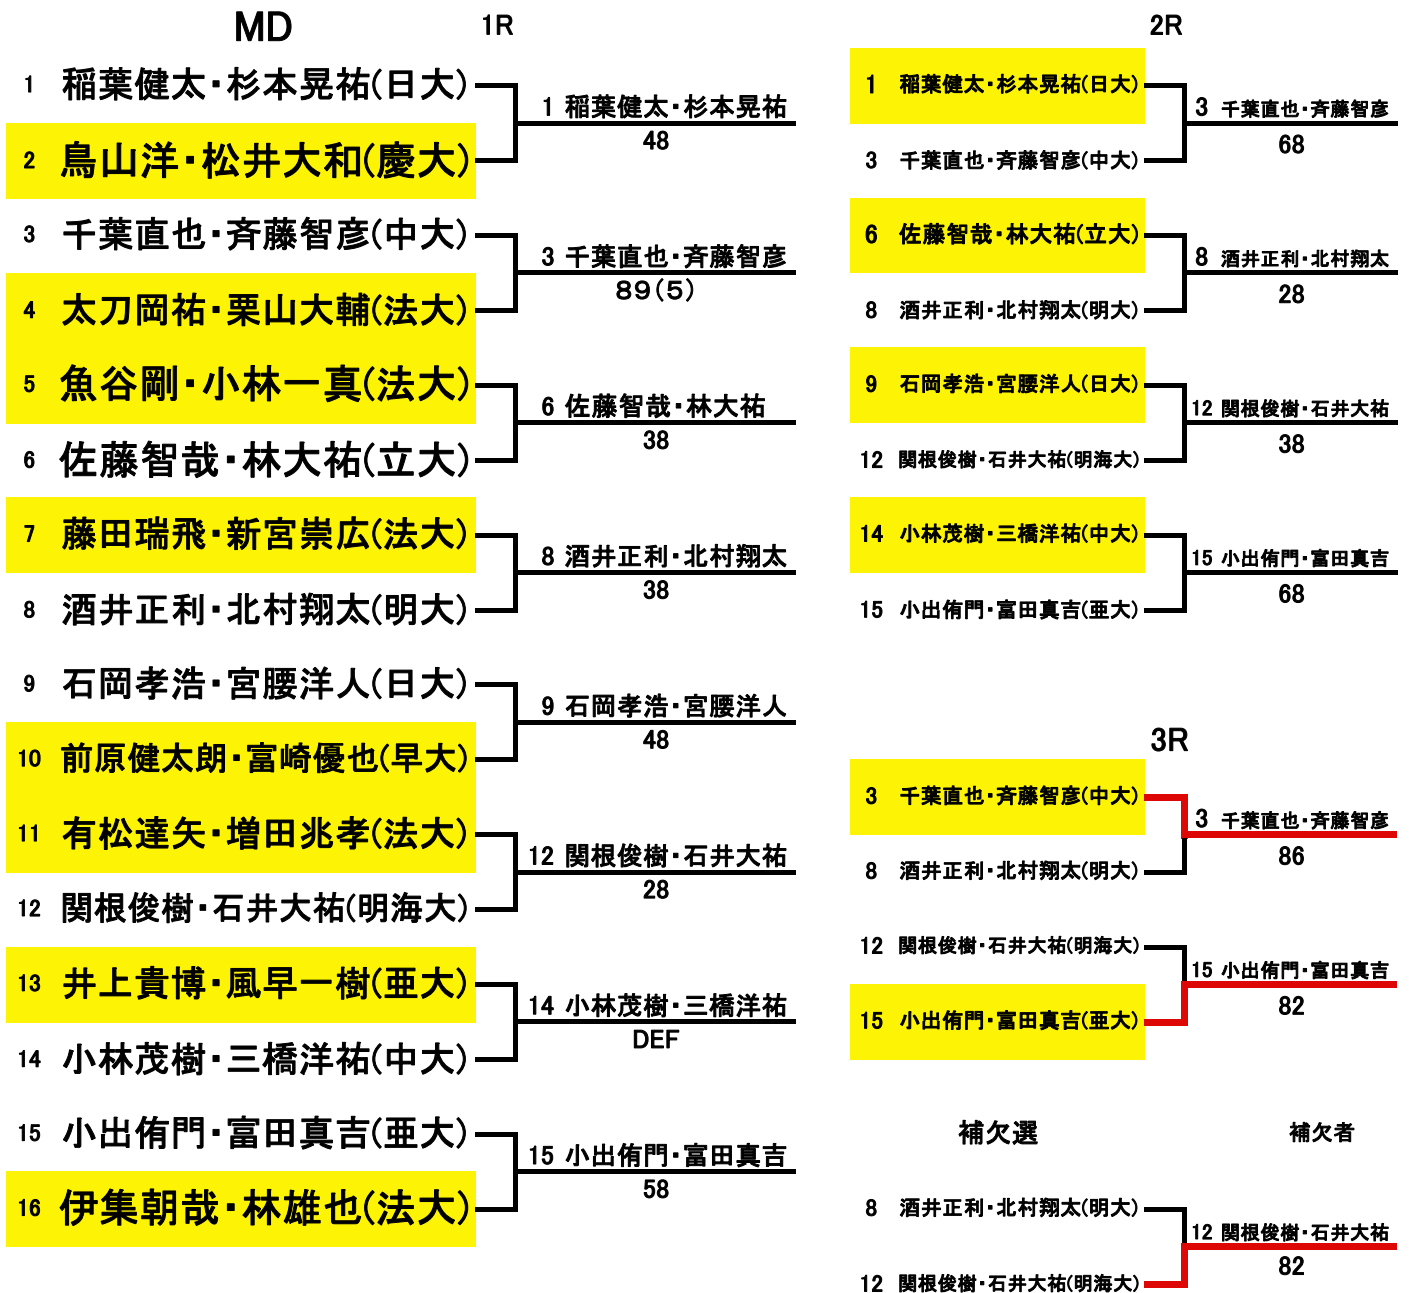 MD
1R
1 稲葉健太・杉本晃祐(日大)
2 鳥山洋・松井大和(慶大)
1 稲葉健太・杉本晃祐
48
3 千葉直也・斉藤智彦(中大)
4 太刀岡祐・栗山大輔(法大)
3 千葉直也・斉藤智彦
89(5)
5 魚谷剛・小林一真(法大)
6 佐藤智哉・林大祐(立大)
6 佐藤智哉・林大祐
38
7 藤田瑞飛・新宮崇広(法大)
8 酒井正利・北村翔太(明大)
8 酒井正利・北村翔太
38
9 石岡孝浩・宮腰洋人(日大)
10 前原健太朗・富崎優也(早大)
9 石岡孝浩・宮腰洋人
48
11 有松達矢・増田兆孝(法大)
12 関根俊樹・石井大祐(明海大)
12 関根俊樹・石井大祐
28
13 井上貴博・風早一樹(亜大)
14 小林茂樹・三橋洋祐(中大)
14 小林茂樹・三橋洋祐
DEF
15 小出侑門・富田真吉(亜大)
16 伊集朝哉・林雄也(法大)
15 小出侑門・富田真吉
58
2R
1 稲葉健太・杉本晃祐(日大)
3 千葉直也・斉藤智彦(中大)
3 千葉直也・斉藤智彦
68
6 佐藤智哉・林大祐(立大)
8 酒井正利・北村翔太(明大)
8 酒井正利・北村翔太
28
9 石岡孝浩・宮腰洋人(日大)
12 関根俊樹・石井大祐(明海大)
12 関根俊樹・石井大祐
38
14 小林茂樹・三橋洋祐(中大)
15 小出侑門・富田真吉(亜大)
15 小出侑門・富田真吉
68
3R
3 千葉直也・斉藤智彦(中大)
8 酒井正利・北村翔太(明大)
3 千葉直也・斉藤智彦
86
12 関根俊樹・石井大祐(明海大)
15 小出侑門・富田真吉(亜大)
15 小出侑門・富田真吉
82
補欠選
補欠者
8 酒井正利・北村翔太(明大)
12 関根俊樹・石井大祐(明海大)
12 関根俊樹・石井大祐
82